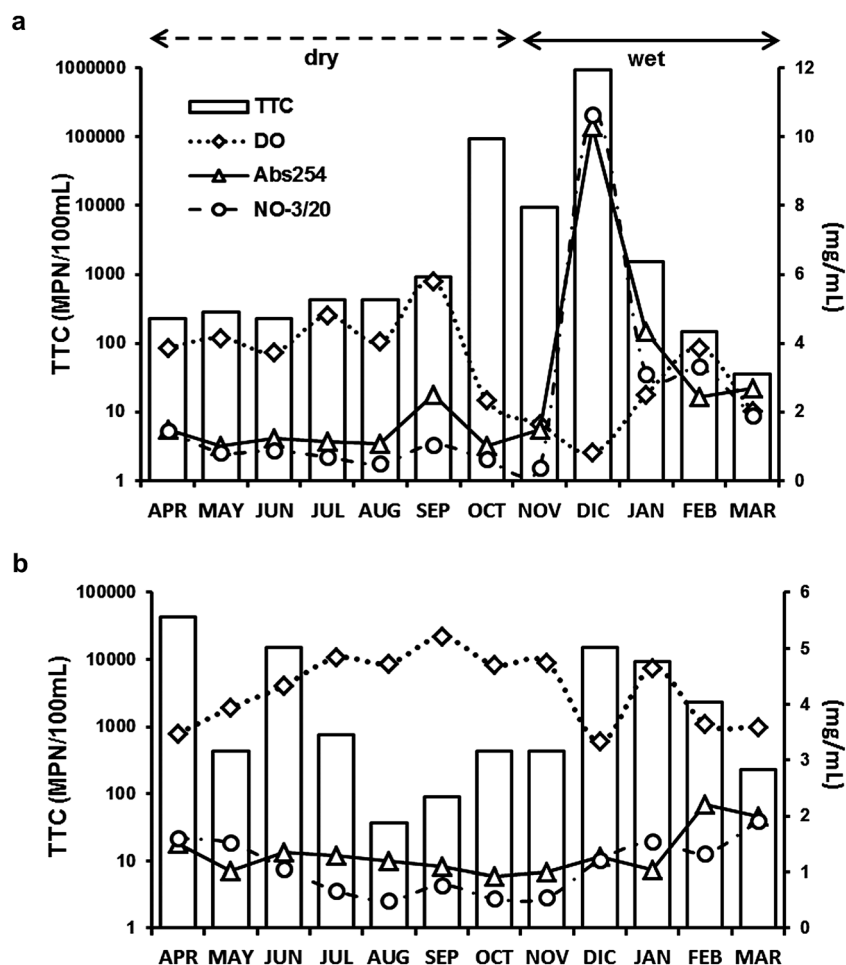 a
dry wet
1000000 12
TTC
100000 DO 10
Abs254
10000 NO-3/20 8
1000 6
100 4
10 2
1 0
TTC (MPN/100mL)
(mg/mL)
APR MAY JUN JUL AUG SEP OCT NOV DIC JAN FEB MAR
b
100000 6
10000 5
1000 4
3
100 2
10 1
1 0
TTC (MPN/100mL)
(mg/mL)
APR MAY JUN JUL AUG SEP OCT NOV DIC JAN FEB MAR